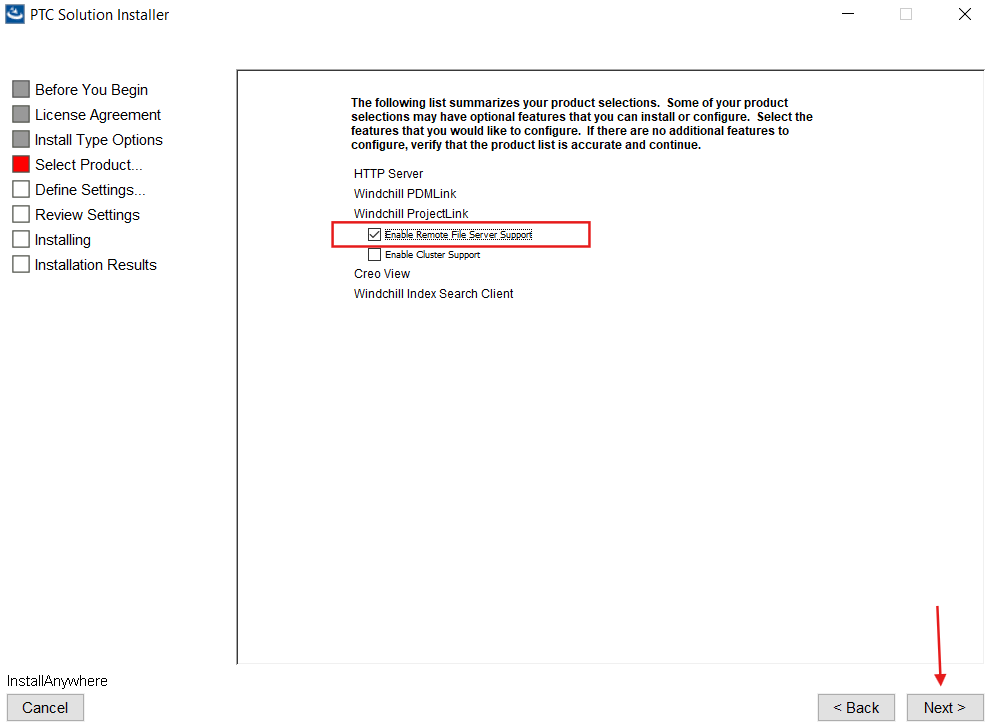 PTC Solution Installer
Before You Begin
License Agreement
Install Type Options
Select Product...
Define Settings...
Review Settings
Installing
Installation Results
The following list summarizes your product selections.  Some of your product
selections may have optional features that you can install or configure.  Select the
features that you would like to configure.  If there are no additional features to
configure, verify that the product list is accurate and continue.
HTTP Server
Windchill PDMLink
Windchill ProjectLink
Enable Remote File Server Support
Enable Cluster Support
Creo View
Windchill Index Search Client
InstallAnywhere
Cancel
< Back
Next >